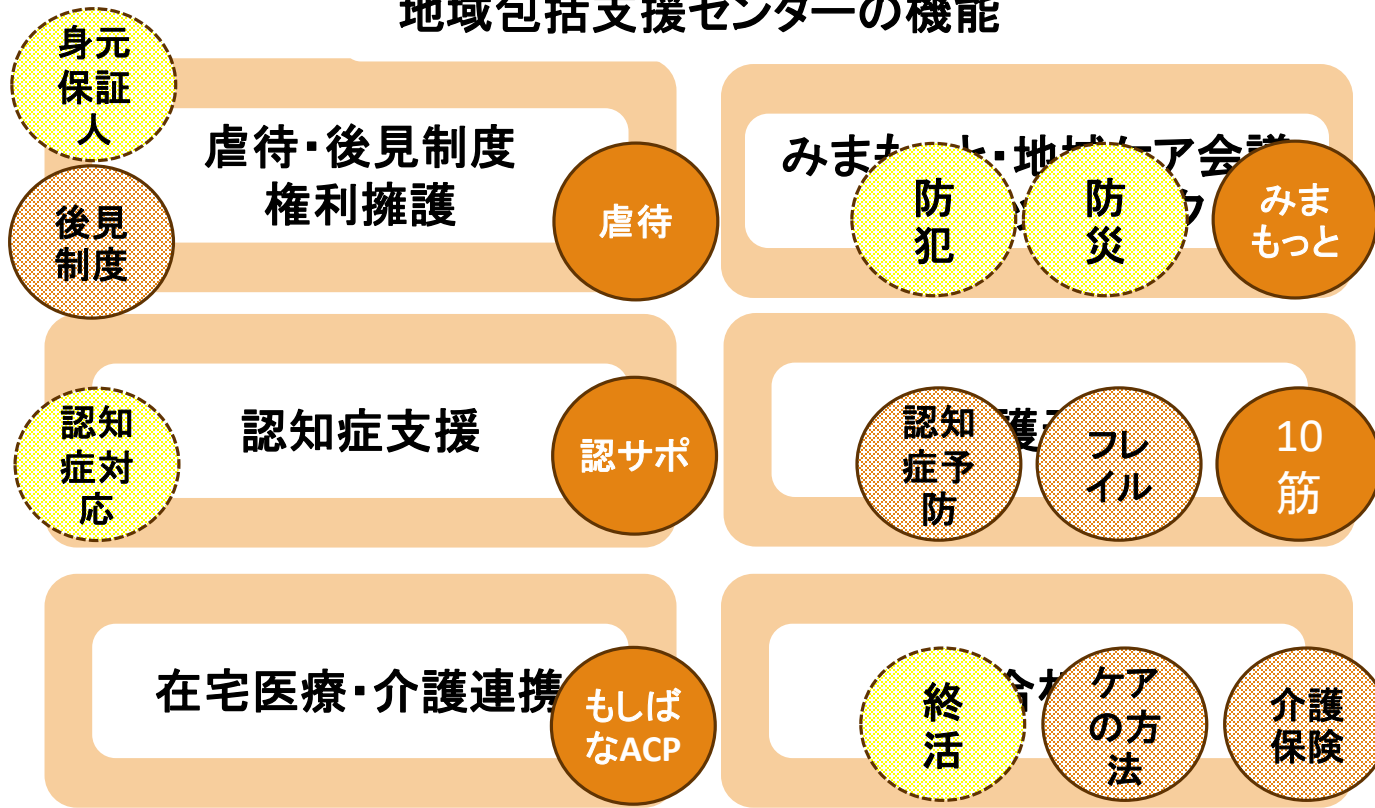 地域包括支援センターの機能
身元
保証
人
虐待・後見制度
権利擁護
後見
制度
虐待
防
犯
防
災
みま
もっと
認知症支援
認知
症対
応
認サポ
認知
症予
防
フレ
イル
10
筋
在宅医療・介護連携
もしば
なACP
終
活
ケア
の方
法
介護
保険